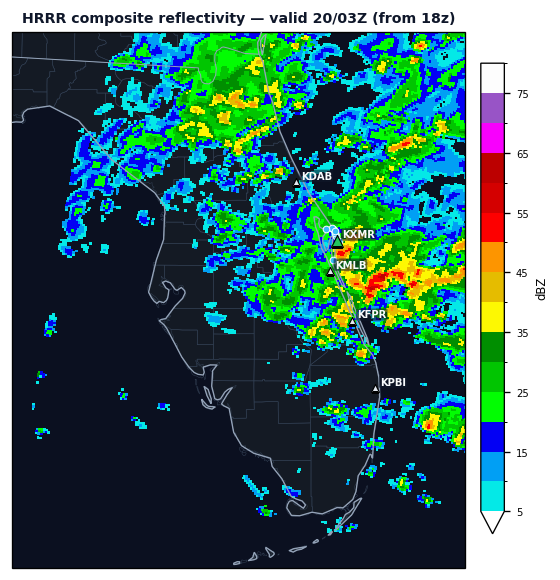 HRRR composite reflectivity — valid 20/03Z (from 18z)
KDAB
KXMR
KMLB
KFPR
KPBI
75
65
55
45
35
25
15
5
dBZ